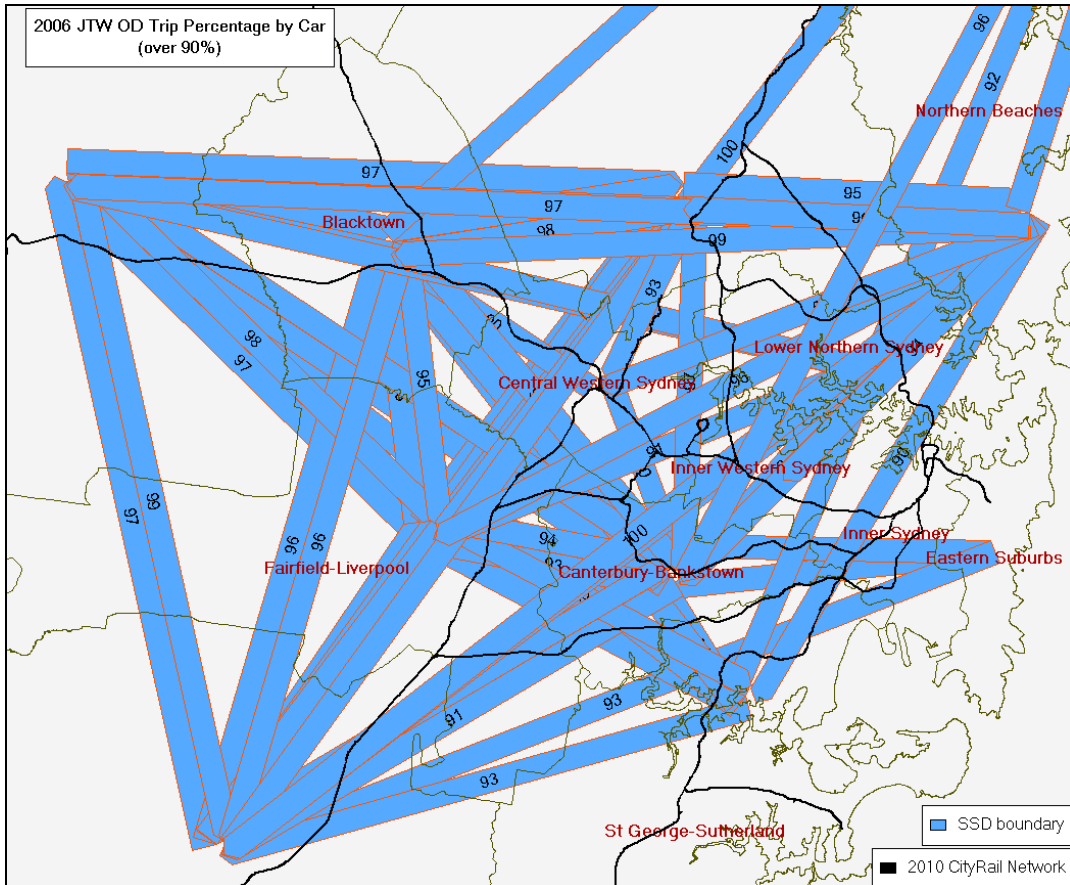 2006 JTW OD Trip Percentage by Car
(over 90%)
96
92
Northern Beaches
100
97
95
97
Blacktown
98
99
93
98
97
Lower Northern Sydney
95
Central Western Sydney
96
Inner Western Sydney
90
96
96
99
97
94
100
Inner Sydney
Eastern Suburbs
Fairfield-Liverpool
93
Canterbury-Bankstown
91
93
93
St George-Sutherland
SSD boundary
2010 CityRail Network